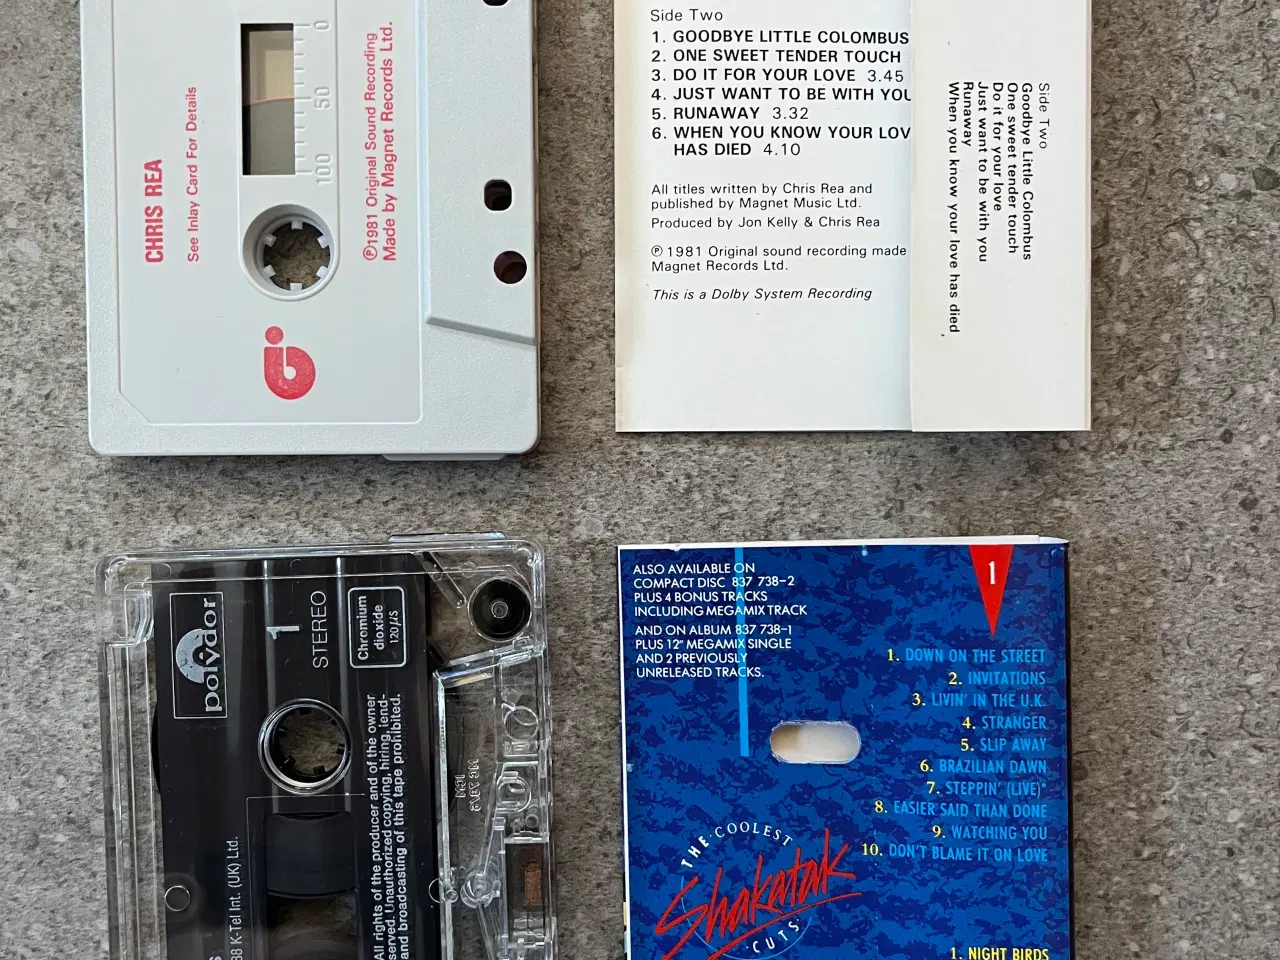 CHRIS REA
See Inlay Card For Details
0
50
100
℗1981 Original Sound Recording
Made by Magnet Records Ltd.
Side Two
1. GOODBYE LITTLE COLOMBUS
2. ONE SWEET TENDER TOUCH
3. DO IT FOR YOUR LOVE 3.45
4. JUST WANT TO BE WITH YOU
5. RUNAWAY 3.32
6. WHEN YOU KNOW YOUR LOV
HAS DIED 4.10
All titles written by Chris Rea and
published by Magnet Music Ltd.
Produced by Jon Kelly & Chris Rea
℗ 1981 Original sound recording made
Magnet Records Ltd.
This is a Dolby System Recording
Side Two
Goodbye Little Colombus
One sweet tender touch
Do it for your love
Just want to be with you
Runaway
When you know your love has died
polydor
1
STEREO
Chromium
dioxide
120µs
88 K-Tel Int. (UK) Ltd.
All rights of the producer and of the owner
served. Unauthorized copying, hiring, lend-
and broadcasting of this tape prohibited.
ALSO AVAILABLE ON
COMPACT DISC 837 738-2
PLUS 4 BONUS TRACKS
INCLUDING MEGAMIX TRACK
AND ON ALBUM 837 738-1
PLUS 12" MEGAMIX SINGLE
AND 2 PREVIOUSLY
UNRELEASED TRACKS.
1
1. DOWN ON THE STREET
2. INVITATIONS
3. LIVIN' IN THE U.K.
4. STRANGER
5. SLIP AWAY
6. BRAZILIAN DAWN
7. STEPPIN' (LIVE)*
8. EASIER SAID THAN DONE
9. WATCHING YOU
10. DON'T BLAME IT ON LOVE
THE COOLEST
Shakatak
CUTS
1. NIGHT BIRDS